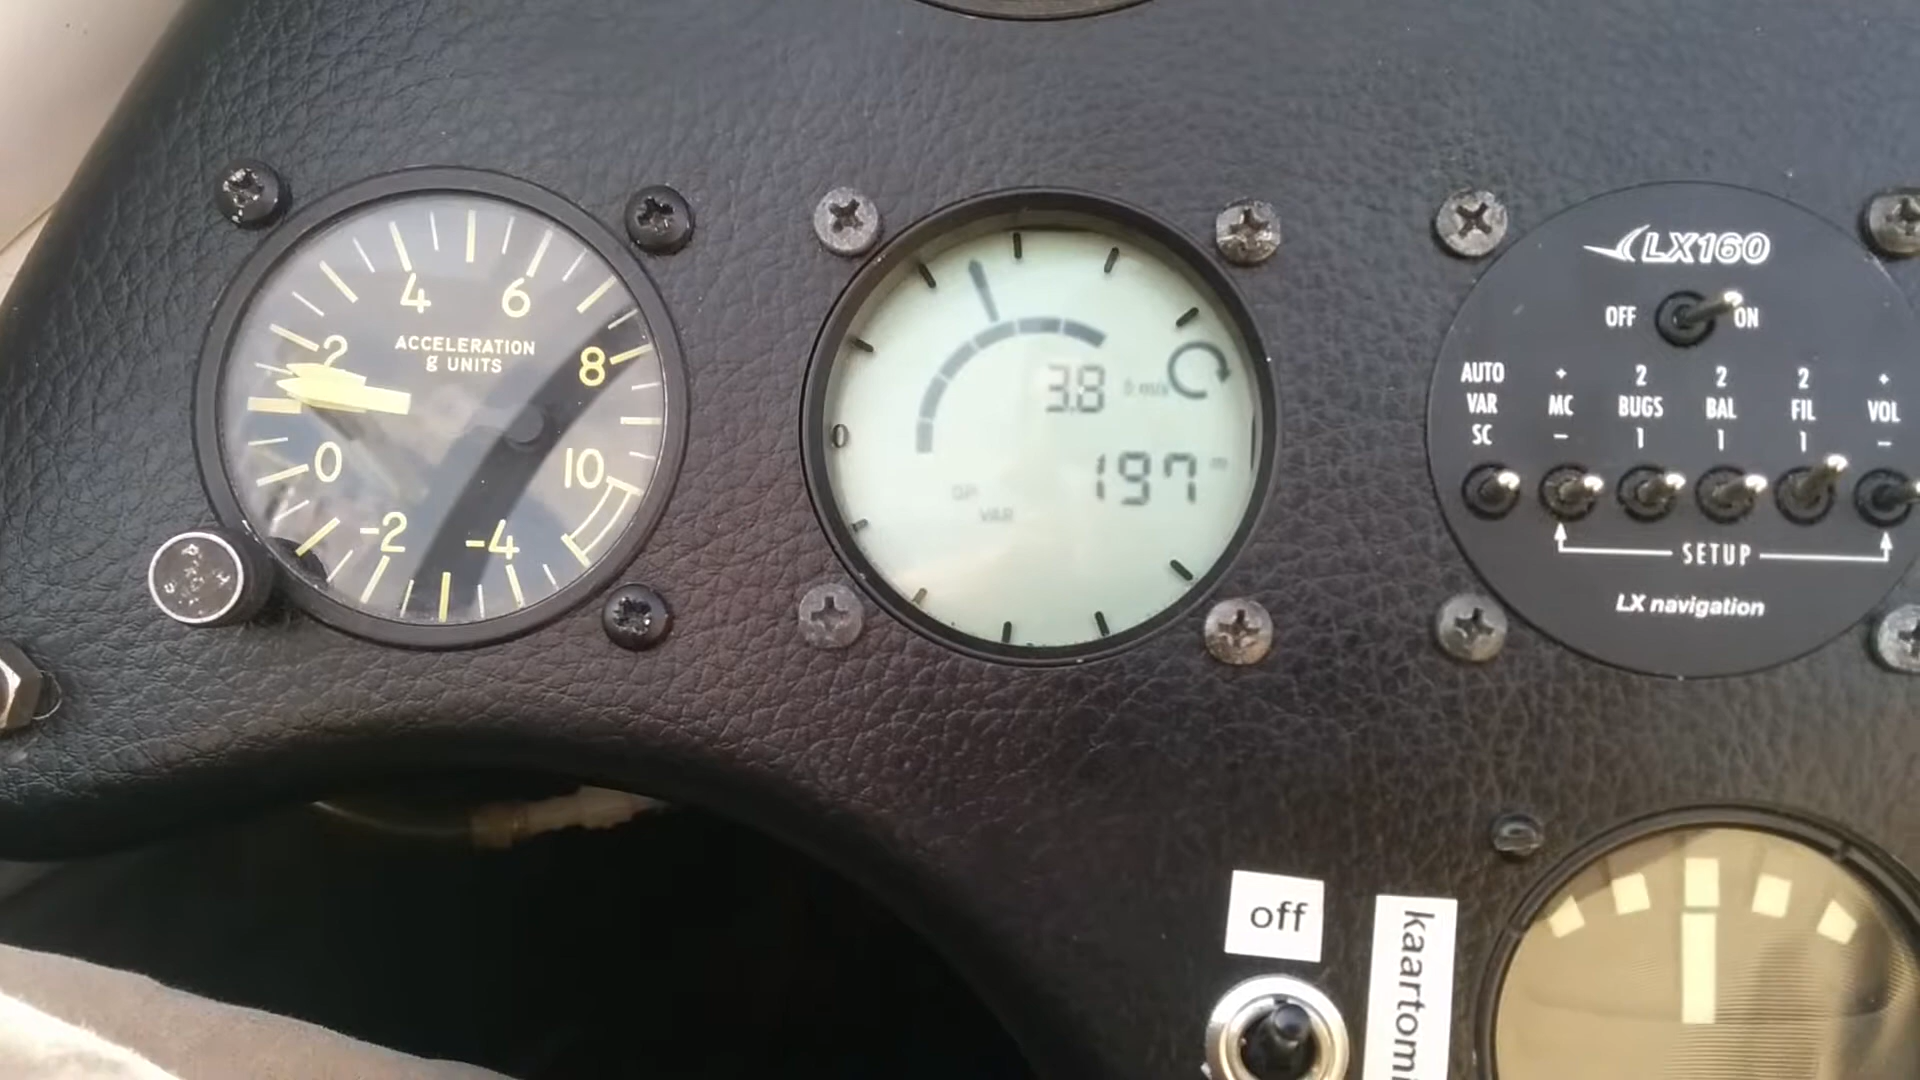 4 6
2
ACCELERATION
g UNITS
8
0
10
-2
-4
0
3.8
197 m
VAR
LX160
OFF ON
AUTO + 2 2 2 +
VAR MC BUGS BAL FIL VOL
SC - 1 1 1 -
SETUP
LX navigation
off